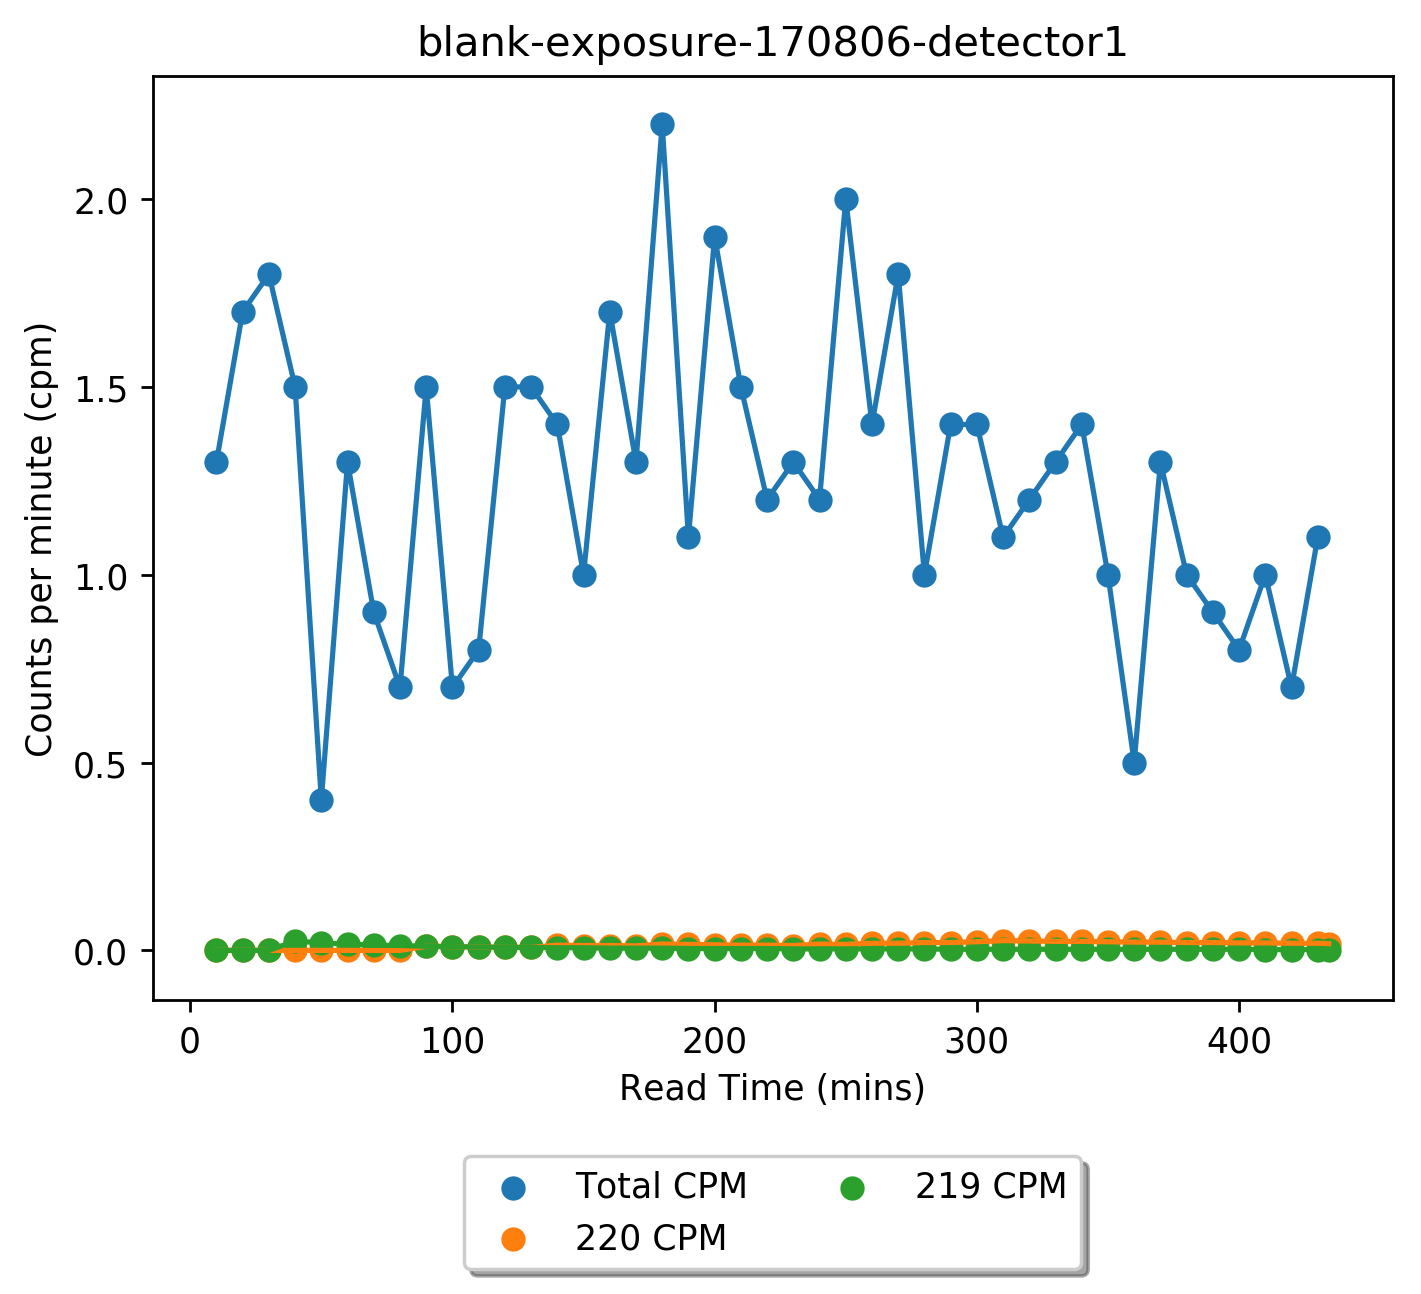 blank-exposure-170806-detector1
Counts per minute (cpm)
2.0
1.5
1.0
0.5
0.0
0 100 200 300 400
Read Time (mins)
Total CPM 219 CPM
220 CPM